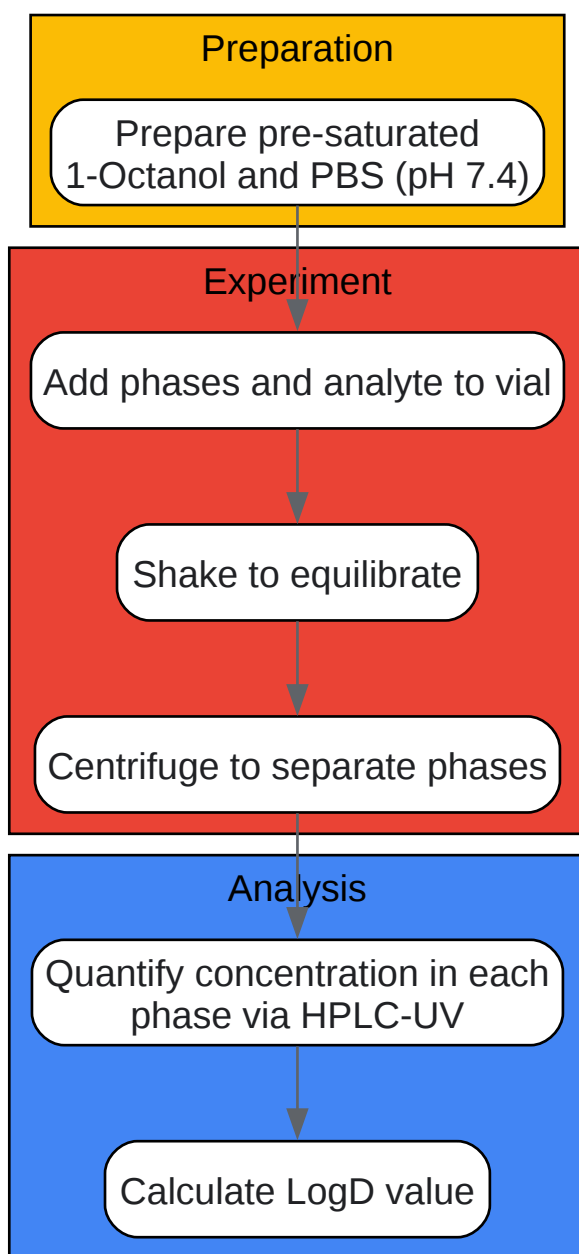 Preparation
Prepare pre-saturated
1-Octanol and PBS (pH 7.4)
Experiment
Add phases and analyte to vial
Shake to equilibrate
Centrifuge to separate phases
Analysis
Quantify concentration in each
phase via HPLC-UV
Calculate LogD value